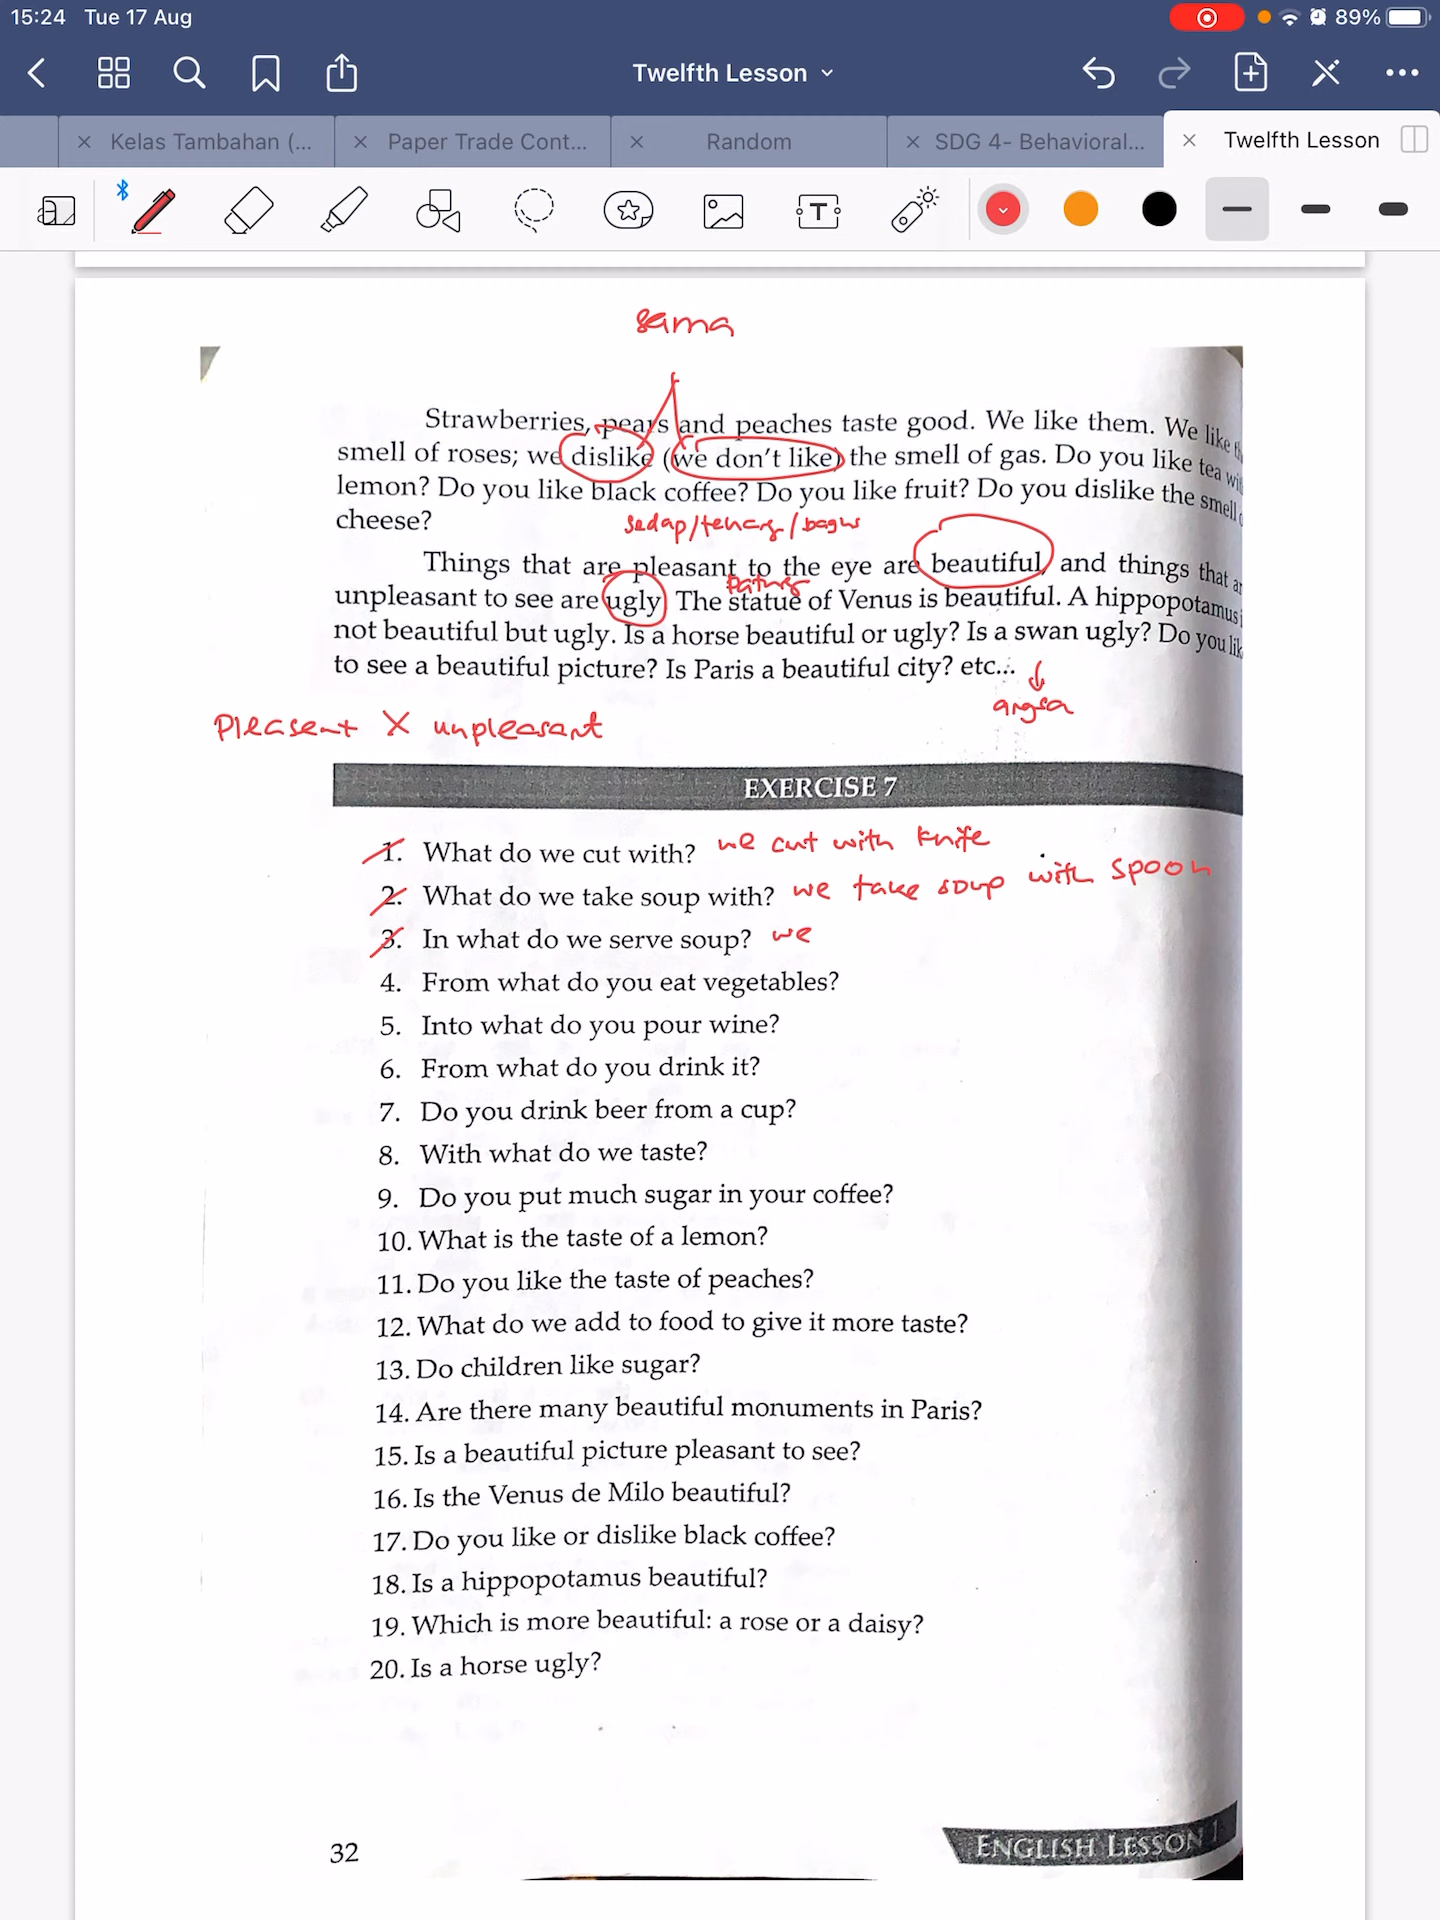 15:24 Tue 17 Aug
89%
Twelfth Lesson
Kelas Tambahan (...
Paper Trade Cont...
Random
SDG 4- Behavioral...
Twelfth Lesson
sama
Strawberries, pears and peaches taste good. We like them. We like
smell of roses; we dislike (we don't like) the smell of gas. Do you like tea
lemon? Do you like black coffee? Do you like fruit? Do you dislike the smell
cheese?
sedap/tenang/bagus
Things that are pleasant to the eye are beautiful, and things that
patung
unpleasant to see are ugly. The statue of Venus is beautiful. A hippopotamus
not beautiful but ugly. Is a horse beautiful or ugly? Is a swan ugly? Do you
to see a beautiful picture? Is Paris a beautiful city? etc...
angsa
Pleasent X unpleasant
EXERCISE 7
1. What do we cut with? we cut with knife
2. What do we take soup with? we take soup with spoon
3. In what do we serve soup? we
4. From what do you eat vegetables?
5. Into what do you pour wine?
6. From what do you drink it?
7. Do you drink beer from a cup?
8. With what do we taste?
9. Do you put much sugar in your coffee?
10. What is the taste of a lemon?
11. Do you like the taste of peaches?
12. What do we add to food to give it more taste?
13. Do children like sugar?
14. Are there many beautiful monuments in Paris?
15. Is a beautiful picture pleasant to see?
16. Is the Venus de Milo beautiful?
17. Do you like or dislike black coffee?
18. Is a hippopotamus beautiful?
19. Which is more beautiful: a rose or a daisy?
20. Is a horse ugly?
32
ENGLISH LESSON 1